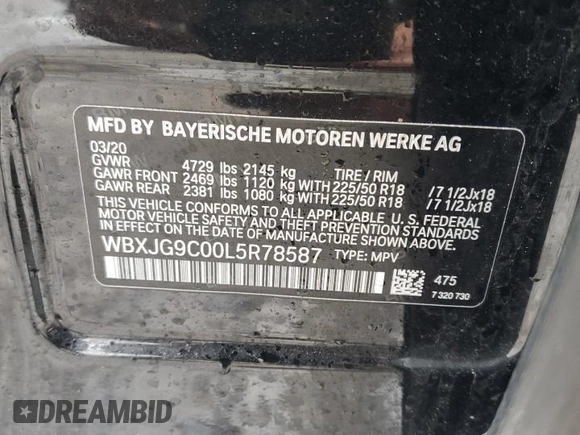 MFD BY BAYERISCHE MOTOREN WERKE AG
03/20
GVWR 4729 lbs 2145 kg TIRE / RIM
GAWR FRONT 2469 lbs 1120 kg WITH 225/50 R18 /7 1/2Jx18
GAWR REAR 2381 lbs 1080 kg WITH 225/50 R18 /7 1/2Jx18
THIS VEHICLE CONFORMS TO ALL APPLICABLE U. S. FEDERAL
MOTOR VEHICLE SAFETY AND THEFT PREVENTION STANDARDS
IN EFFECT ON THE DATE OF MANUFACTURE SHOWN ABOVE.
WBXJG9C00L5R78587 TYPE: MPV
475
7 320 730
DREAMBID